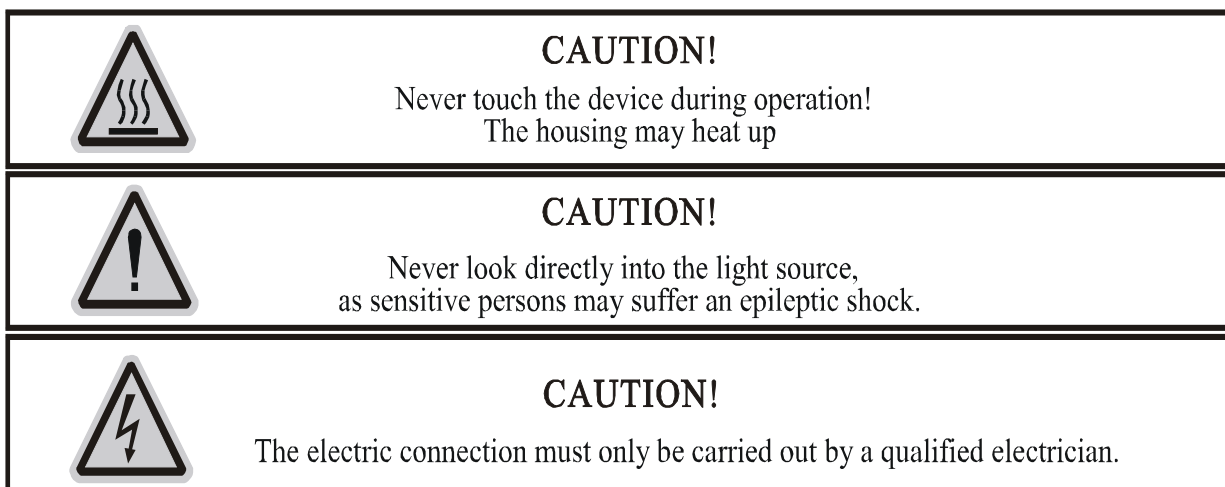 CAUTION!
Never touch the device during operation!
The housing may heat up
CAUTION!
Never look directly into the light source,
as sensitive persons may suffer an epileptic shock.
CAUTION!
The electric connection must only be carried out by a qualified electrician.